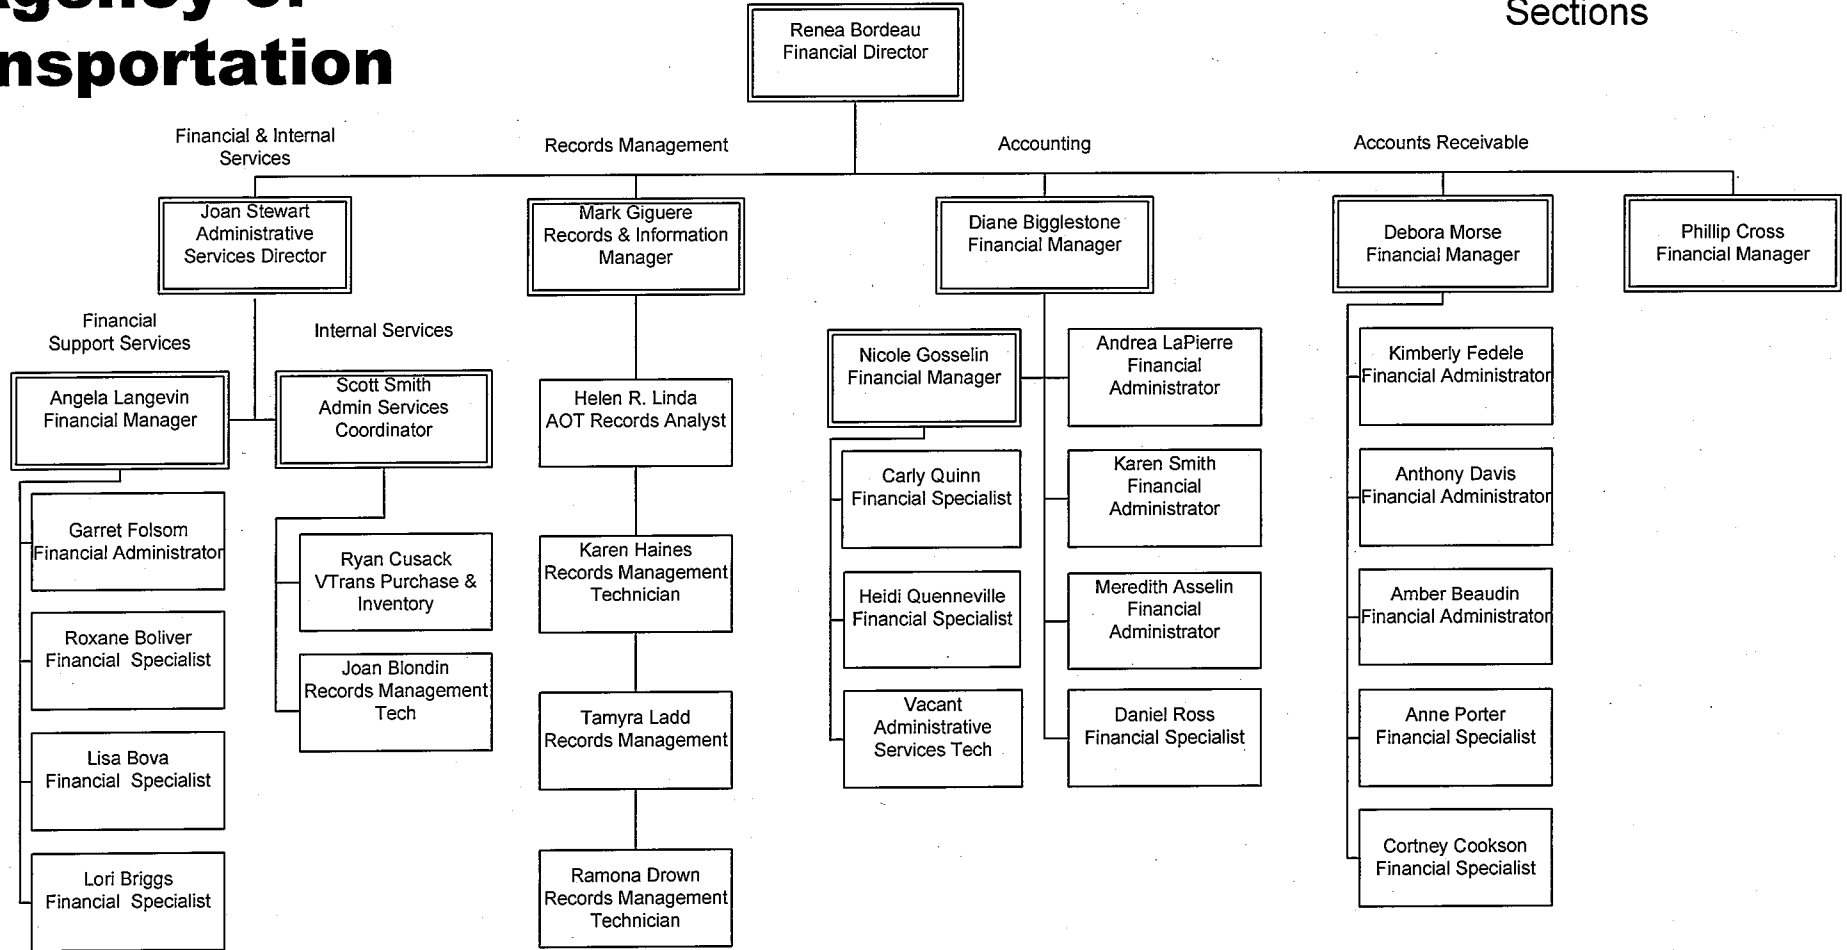 Agency of
nsportation
Sections
Renea Bordeau
Financial Director
Financial & Internal
Services
Records Management
Accounting
Accounts Receivable
Joan Stewart
Administrative
Services Director
Mark Giguere
Records & Information
Manager
Diane Bigglestone
Financial Manager
Debora Morse
Financial Manager
Phillip Cross
Financial Manager
Financial
Support Services
Internal Services
Angela Langevin
Financial Manager
Scott Smith
Admin Services
Coordinator
Garret Folsom
Financial Administrator
Roxane Boliver
Financial Specialist
Lisa Bova
Financial Specialist
Lori Briggs
Financial Specialist
Ryan Cusack
VTrans Purchase &
Inventory
Joan Blondin
Records Management
Tech
Helen R. Linda
AOT Records Analyst
Karen Haines
Records Management
Technician
Tamyra Ladd
Records Management
Ramona Drown
Records Management
Technician
Nicole Gosselin
Financial Manager
Carly Quinn
Financial Specialist
Heidi Quenneville
Financial Specialist
Vacant
Administrative
Services Tech
Andrea LaPierre
Financial
Administrator
Karen Smith
Financial
Administrator
Meredith Asselin
Financial
Administrator
Daniel Ross
Financial Specialist
Kimberly Fedele
Financial Administrator
Anthony Davis
Financial Administrator
Amber Beaudin
Financial Administrator
Anne Porter
Financial Specialist
Cortney Cookson
Financial Specialist